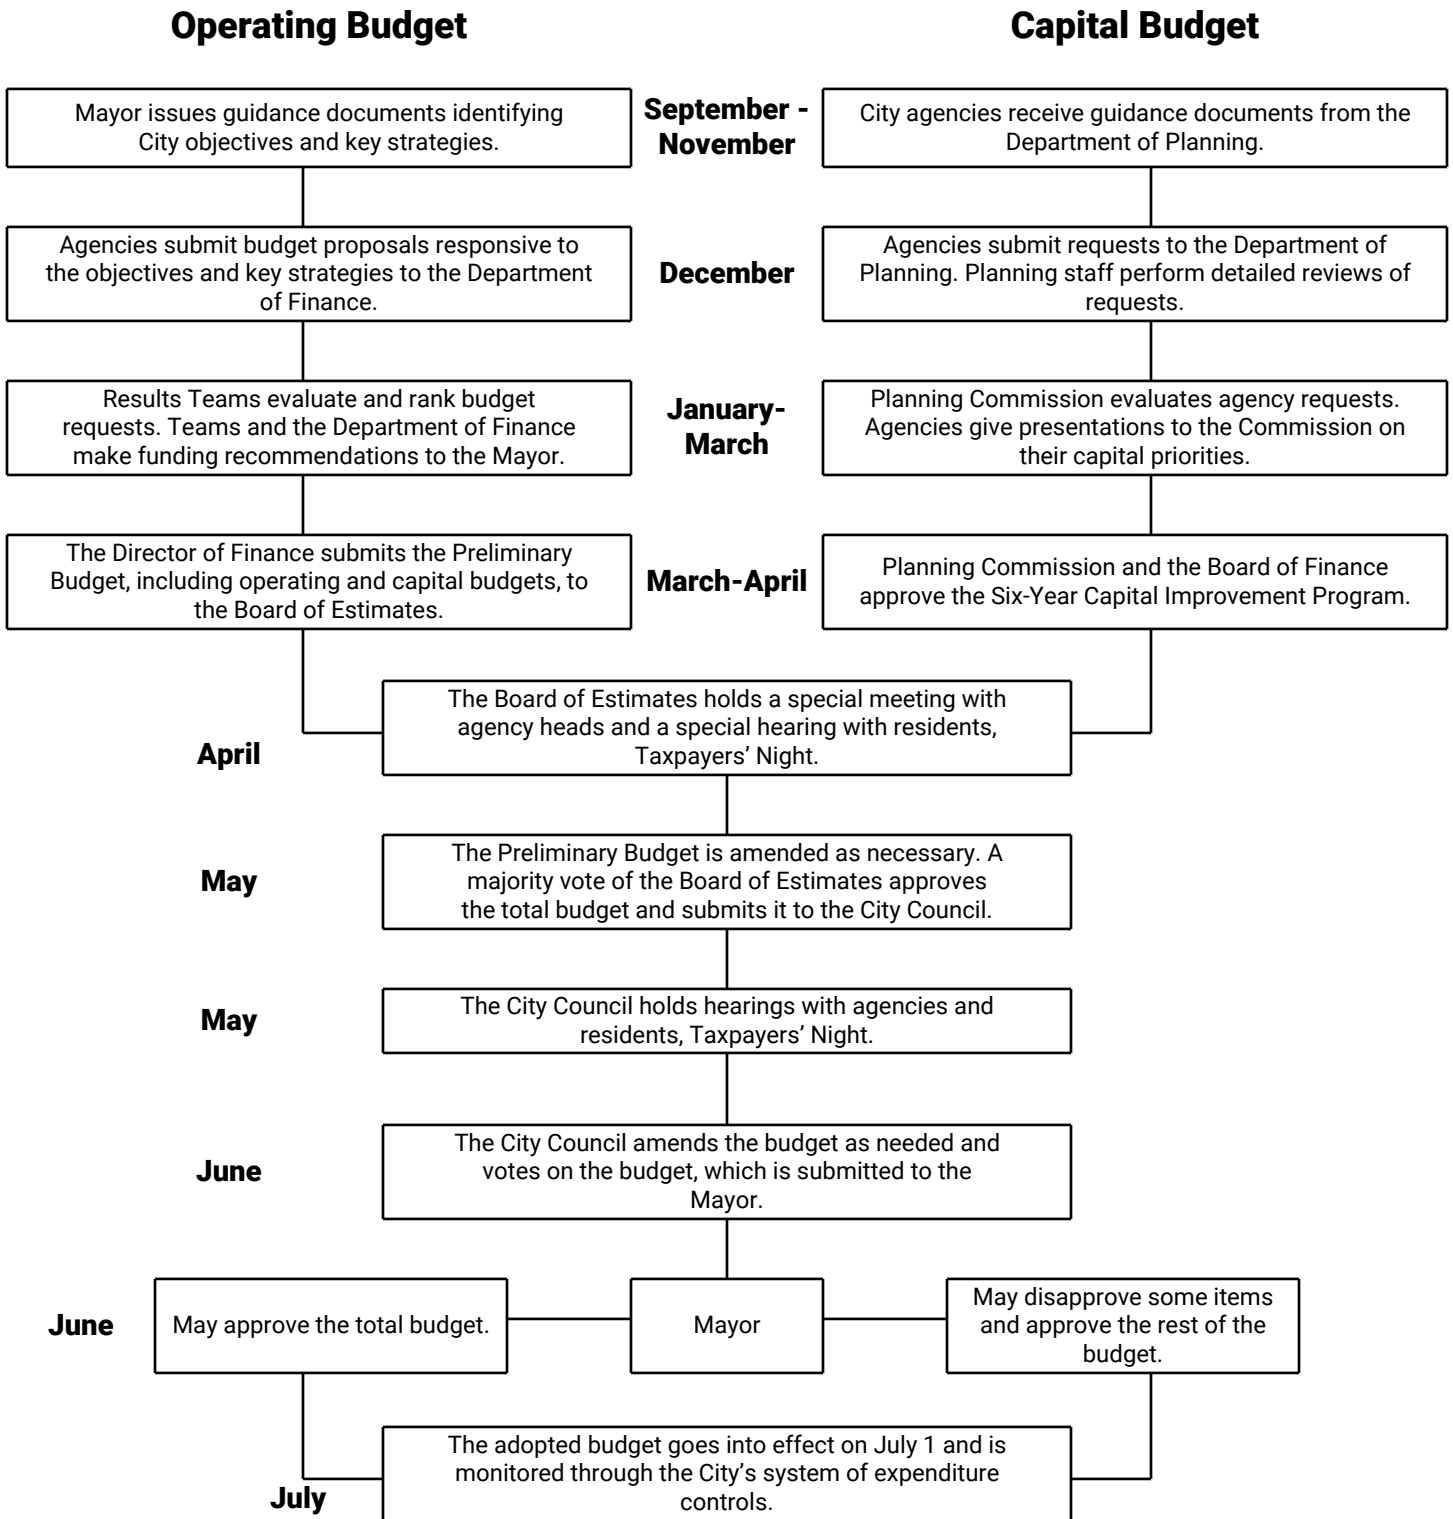 Operating Budget
Capital Budget
Mayor issues guidance documents identifying
City objectives and key strategies.
September -
November
City agencies receive guidance documents from the
Department of Planning.
Agencies submit budget proposals responsive to
the objectives and key strategies to the Department
of Finance.
December
Agencies submit requests to the Department of
Planning. Planning staff perform detailed reviews of
requests.
Results Teams evaluate and rank budget
requests. Teams and the Department of Finance
make funding recommendations to the Mayor.
January-
March
Planning Commission evaluates agency requests.
Agencies give presentations to the Commission on
their capital priorities.
The Director of Finance submits the Preliminary
Budget, including operating and capital budgets, to
the Board of Estimates.
March-April
Planning Commission and the Board of Finance
approve the Six-Year Capital Improvement Program.
April
The Board of Estimates holds a special meeting with
agency heads and a special hearing with residents,
Taxpayers’ Night.
May
The Preliminary Budget is amended as necessary. A
majority vote of the Board of Estimates approves
the total budget and submits it to the City Council.
May
The City Council holds hearings with agencies and
residents, Taxpayers’ Night.
June
The City Council amends the budget as needed and
votes on the budget, which is submitted to the
Mayor.
June
May approve the total budget.
Mayor
May disapprove some items
and approve the rest of the
budget.
July
The adopted budget goes into effect on July 1 and is
monitored through the City’s system of expenditure
controls.